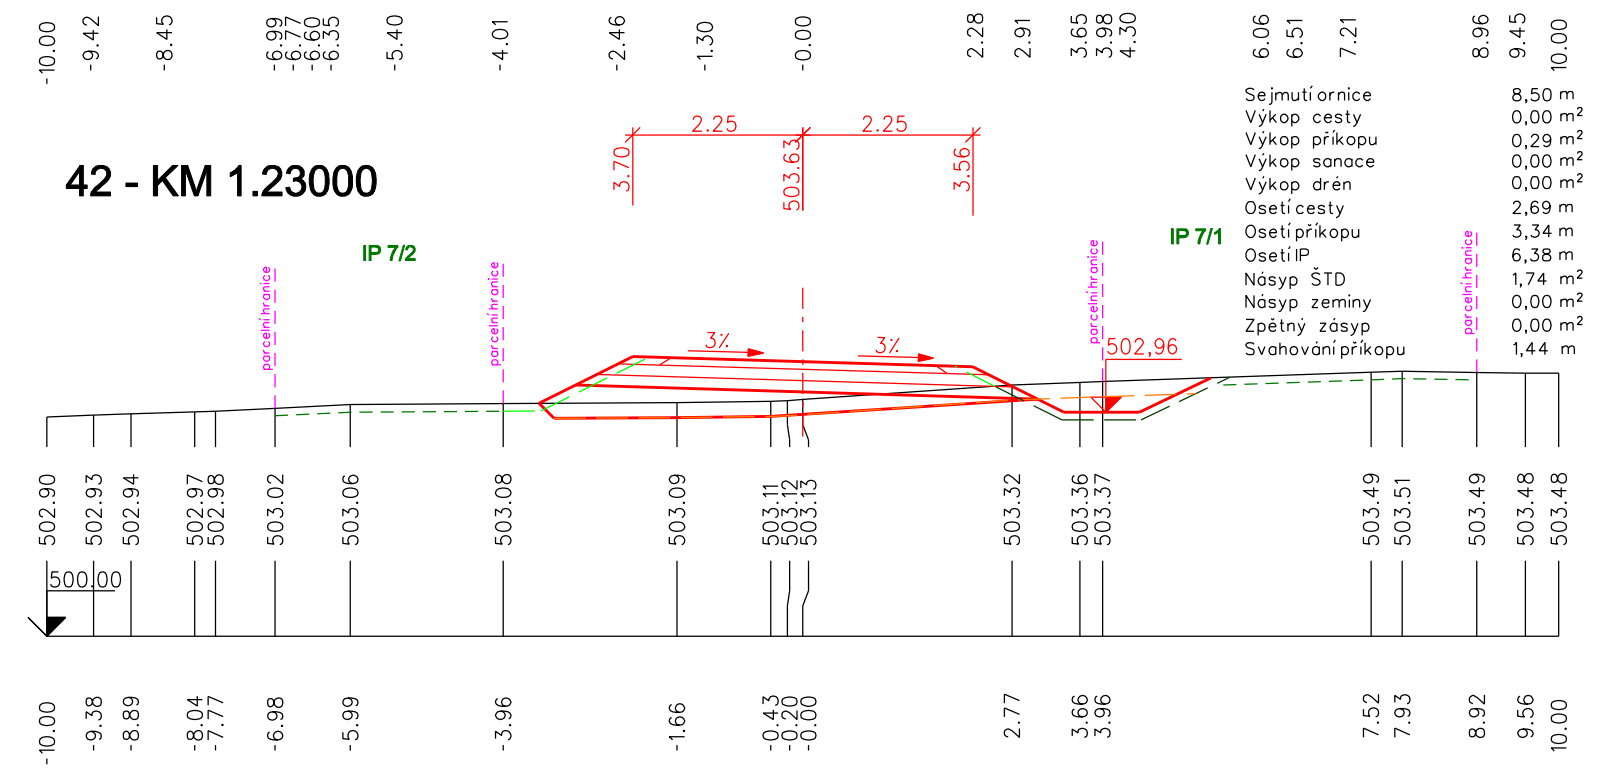 -10.00 -9.42 -8.45 -6.99 -6.77 -6.60 -6.35 -5.40 -4.01 -2.46 -1.30 -0.00 2.28 2.91 3.65 3.98 4.30 6.06 6.51 7.21 8.96 9.45 10.00
42 - KM 1.23000
2.25 2.25
3.70 503.63 3.56
Sejmutí ornice 8,50 m
Výkop cesty 0,00 m²
Výkop příkopu 0,29 m²
Výkop sanace 0,00 m²
Výkop drén 0,00 m²
Osetí cesty 2,69 m
Osetí příkopu 3,34 m
Osetí IP 6,38 m
Násyp ŠTD 1,74 m²
Násyp zeminy 0,00 m²
Zpětný zásyp 0,00 m²
Svahování příkopu 1,44 m
IP 7/2
IP 7/1
parcelní hranice
parcelní hranice
parcelní hranice
parcelní hranice
3% 3%
502,96
502.90 502.93 502.94 502.97 502.98 503.02 503.06 503.08 503.09 503.11 503.12 503.13 503.32 503.36 503.37 503.49 503.51 503.49 503.48 503.48
500.00
-10.00 -9.38 -8.89 -8.04 -7.77 -6.98 -5.99 -3.96 -1.66 -0.43 -0.20 -0.00 2.77 3.66 3.96 7.52 7.93 8.92 9.56 10.00